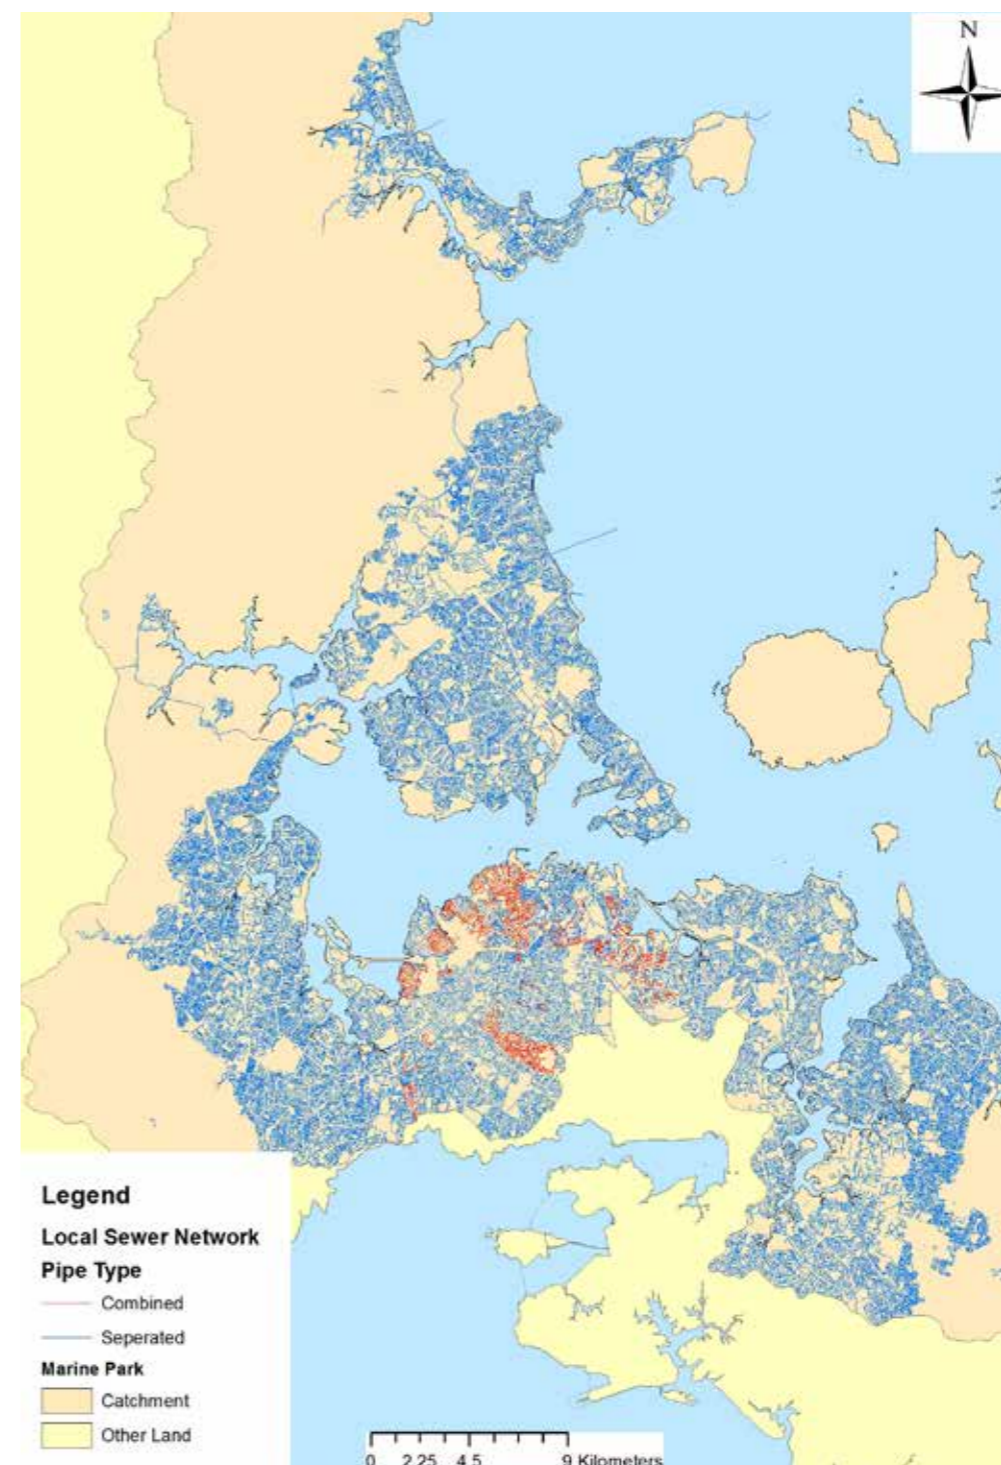 N
Legend
Local Sewer Network
Pipe Type
Combined
Seperated
Marine Park
Catchment
Other Land
0 2.25 4.5 9 Kilometers